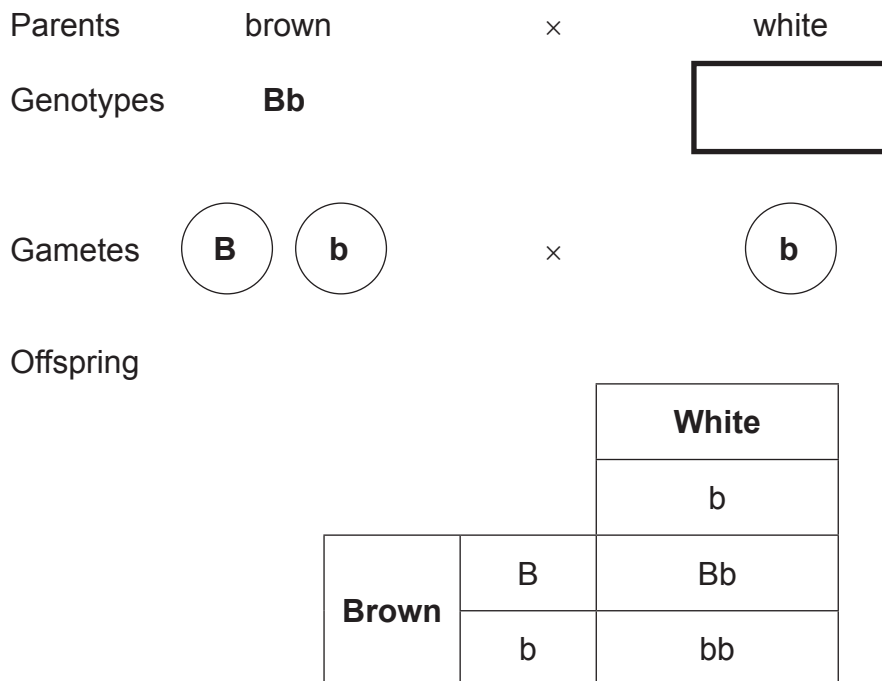 Parents brown × white
Genotypes Bb
Gametes B b × b
Offspring
White
b
B Bb
Brown
b bb